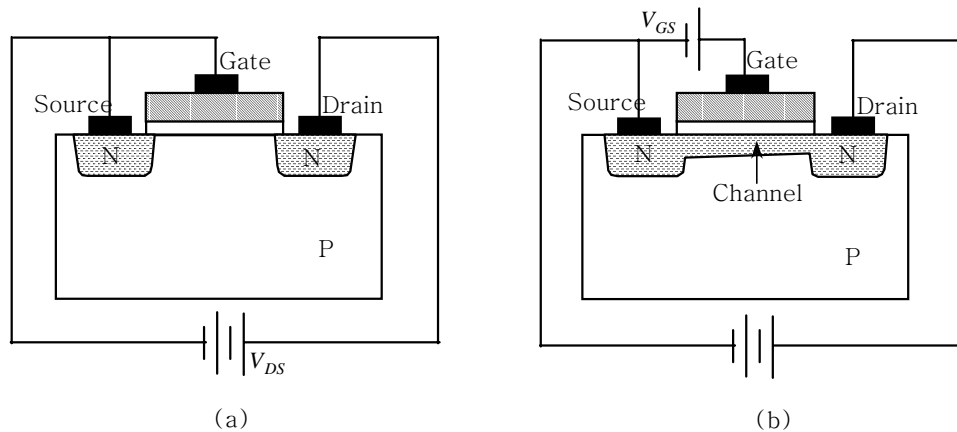 Gate
Source
Drain
N
N
P
V_DS
(a)
V_GS
Gate
Source
Drain
N
N
Channel
P
(b)